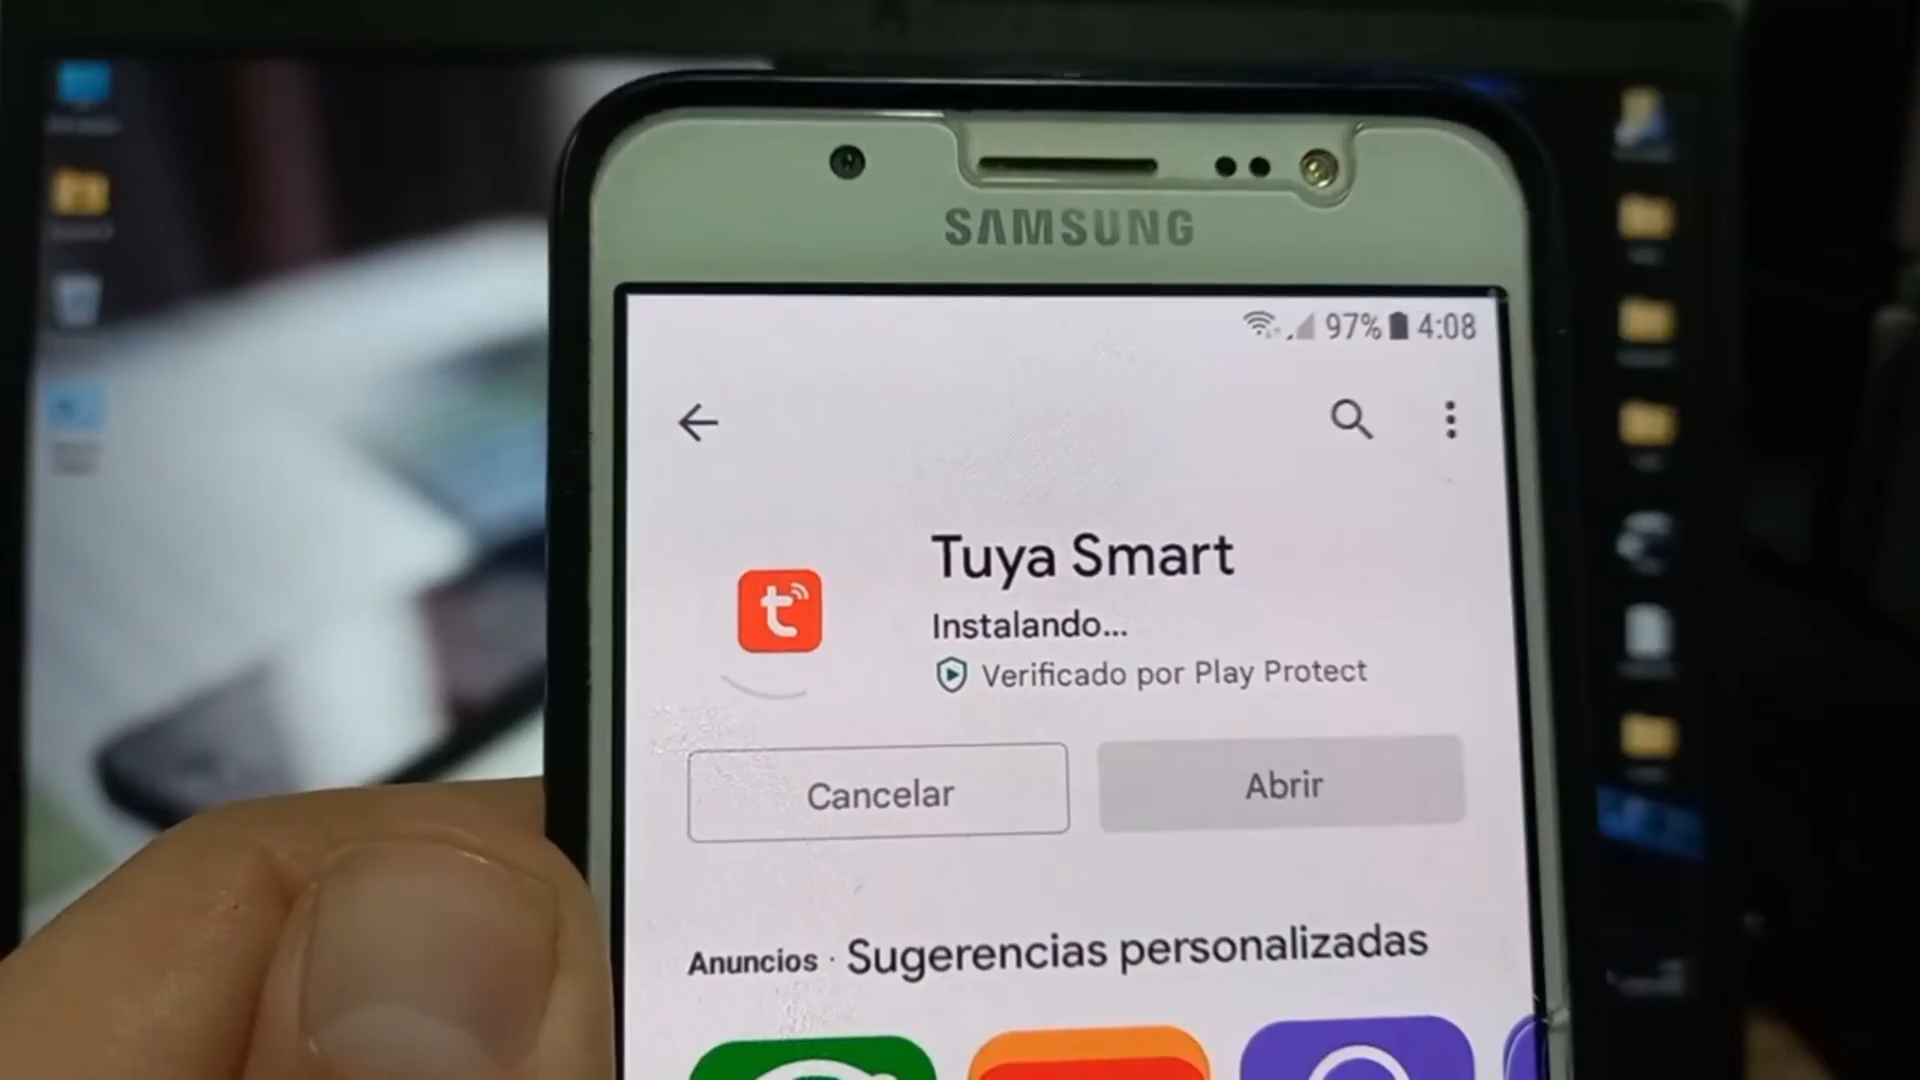 SAMSUNG
97% 4:08
Tuya Smart
Instalando...
Verificado por Play Protect
Cancelar
Abrir
Anuncios · Sugerencias personalizadas